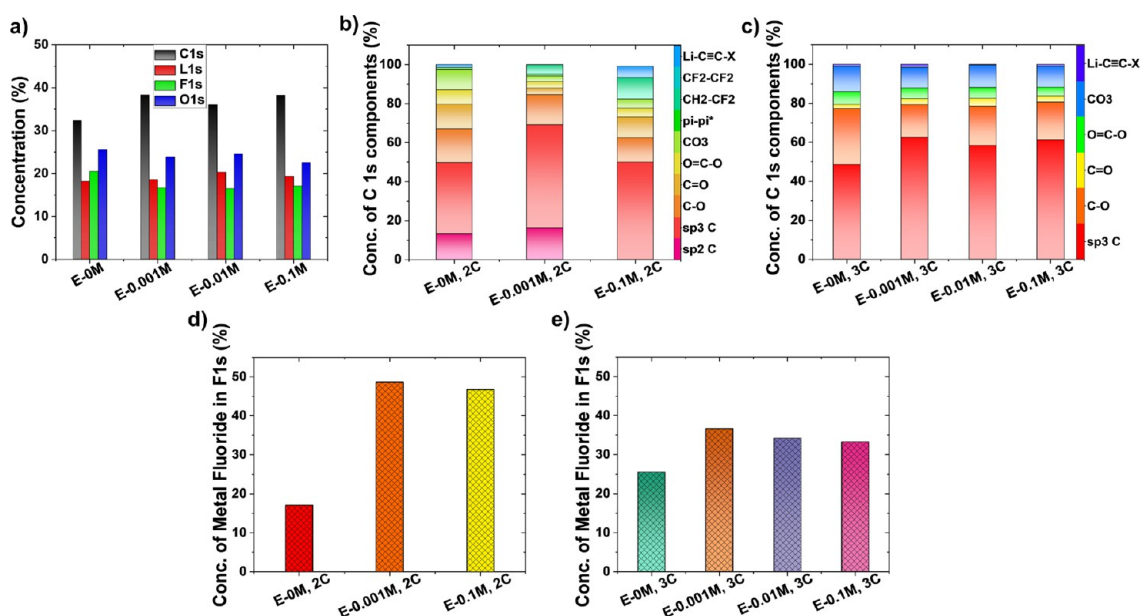 a)
Concentration (%)
50
40
30
20
10
0
C1s
L1s
F1s
O1s
E-0M
E-0.001M
E-0.01M
E-0.1M
b)
Conc. of C 1s components (%)
100
80
60
40
20
0
Li-C≡C-X
CF2-CF2
CH2-CF2
pi-pi*
CO3
O=C-O
C=O
C-O
sp3 C
sp2 C
E-0M, 2C
E-0.001M, 2C
E-0.1M, 2C
c)
Conc. of C 1s components (%)
100
80
60
40
20
0
Li-C≡C-X
CO3
O=C-O
C=O
C-O
sp3 C
E-0M, 3C
E-0.001M, 3C
E-0.01M, 3C
E-0.1M, 3C
d)
Conc. of Metal Fluoride in F1s (%)
50
40
30
20
10
0
E-0M, 2C
E-0.001M, 2C
E-0.1M, 2C
e)
Conc. of Metal Fluoride in F1s (%)
50
40
30
20
10
0
E-0M, 3C
E-0.001M, 3C
E-0.01M, 3C
E-0.1M, 3C